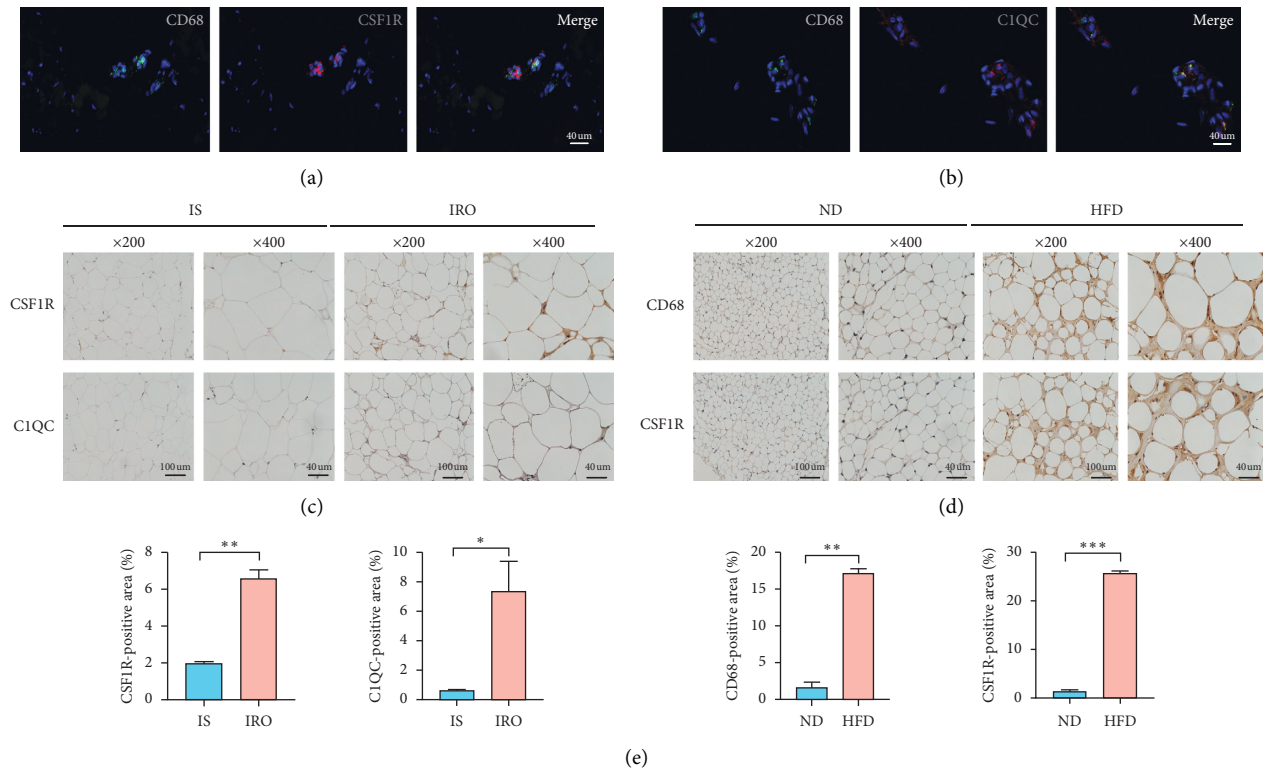 CD68
CSF1R
Merge
40 um
(a)
CD68
C1QC
Merge
40 um
(b)
IS
IRO
×200
×400
×200
×400
CSF1R
C1QC
100 um
40 um
100 um
40 um
(c)
ND
HFD
×200
×400
×200
×400
CD68
CSF1R
100 um
40 um
100 um
40 um
(d)
CSF1R-positive area (%)
8
6
4
2
0
**
IS
IRO
C1QC-positive area (%)
10
8
6
4
2
0
*
IS
IRO
CD68-positive area (%)
20
15
10
5
0
**
ND
HFD
CSF1R-positive area (%)
30
20
10
0
***
ND
HFD
(e)